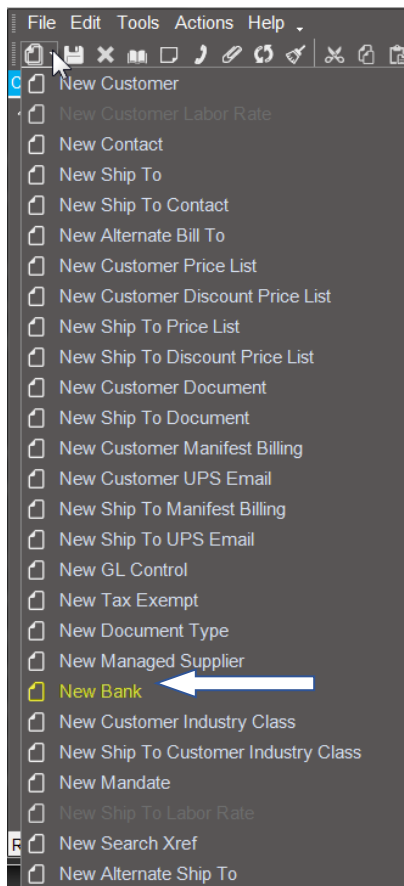 File Edit Tools Actions Help
C
New Customer
New Customer Labor Rate
New Contact
New Ship To
New Ship To Contact
New Alternate Bill To
New Customer Price List
New Customer Discount Price List
New Ship To Price List
New Ship To Discount Price List
New Customer Document
New Ship To Document
New Customer Manifest Billing
New Customer UPS Email
New Ship To Manifest Billing
New Ship To UPS Email
New GL Control
New Tax Exempt
New Document Type
New Managed Supplier
New Bank
New Customer Industry Class
New Ship To Customer Industry Class
New Mandate
New Ship To Labor Rate
R
New Search Xref
New Alternate Ship To